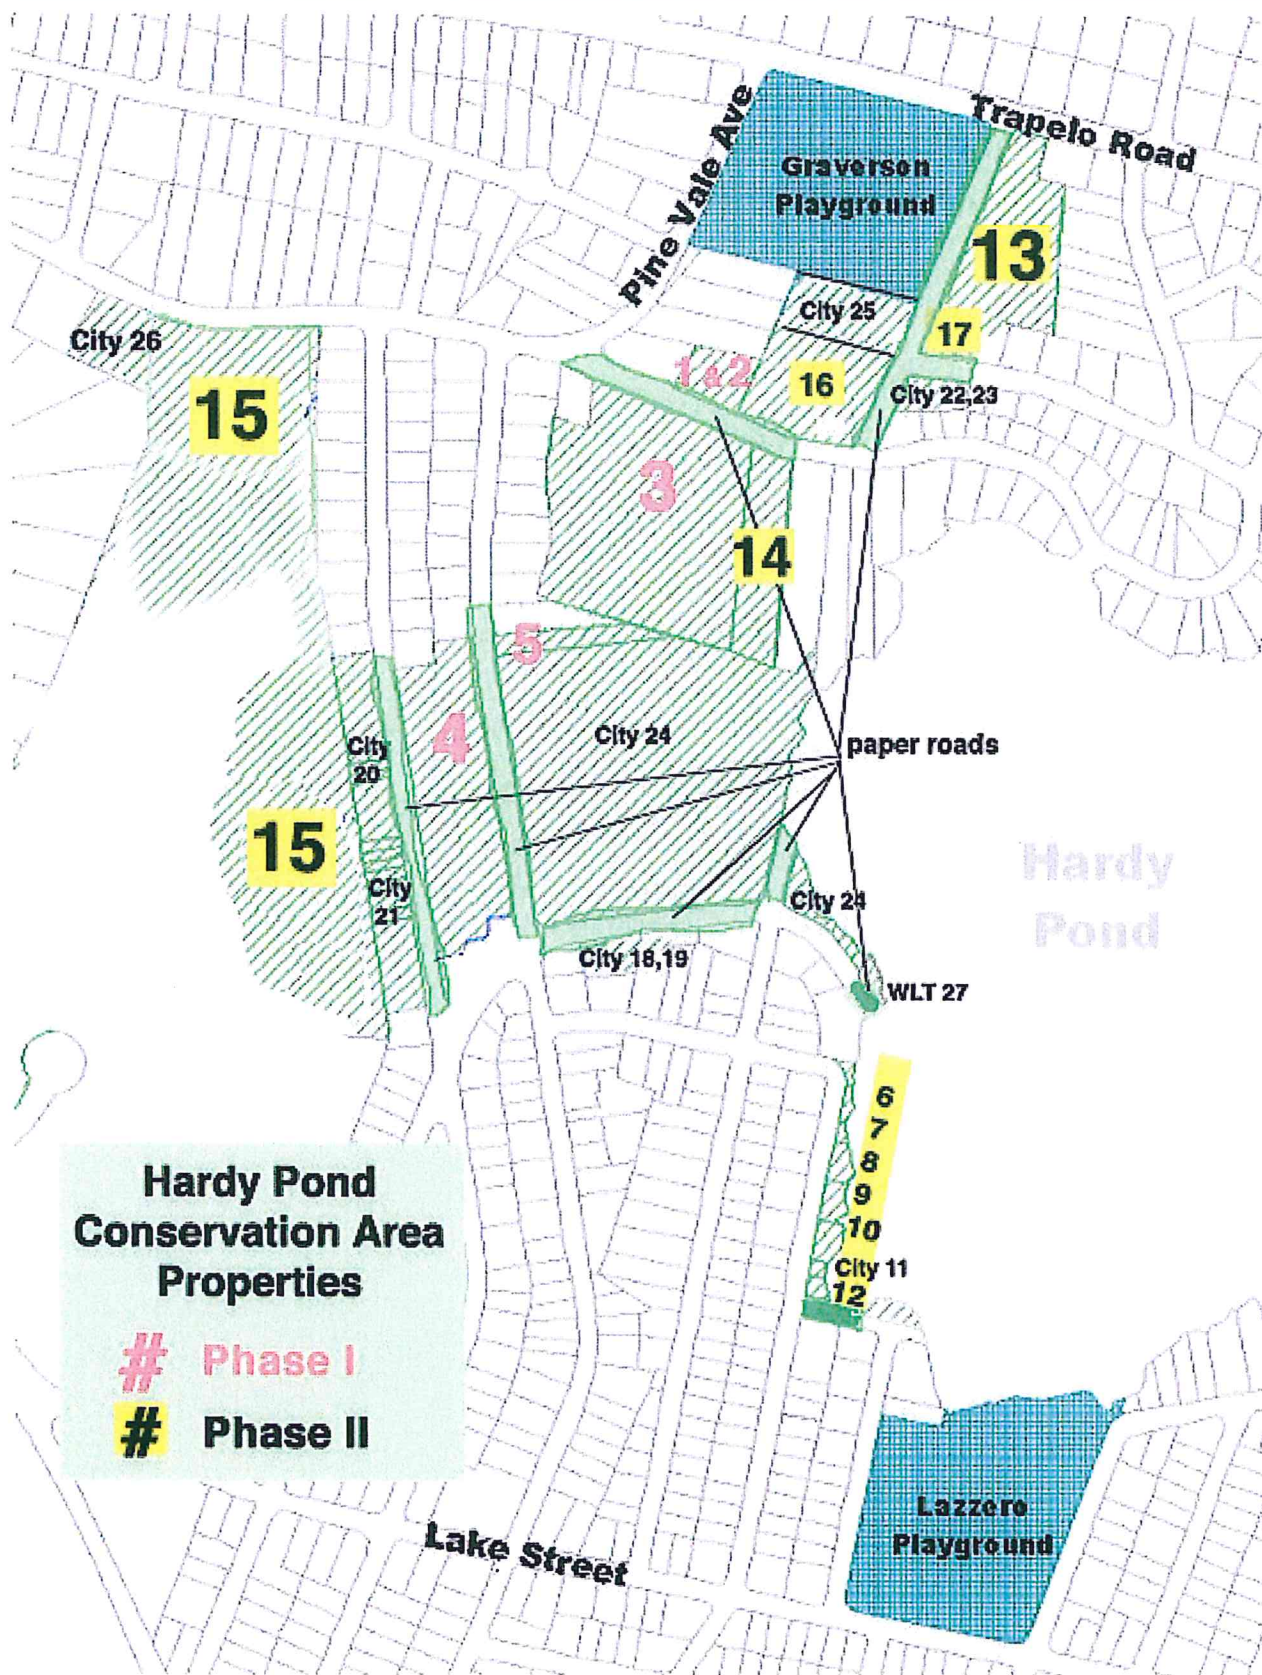 Trapelo Road
Pine Vale Ave
Graverson
Playground
13
City 25
17
City 26
1 & 2
16
City 22,23
15
3
14
5
4
City 24
paper roads
City
20
15
Hardy
Pond
City
21
City 24
City 18,19
WLT 27
6
7
8
9
10
City 11
12
Hardy Pond
Conservation Area
Properties
# Phase I
# Phase II
Lazzero
Playground
Lake Street